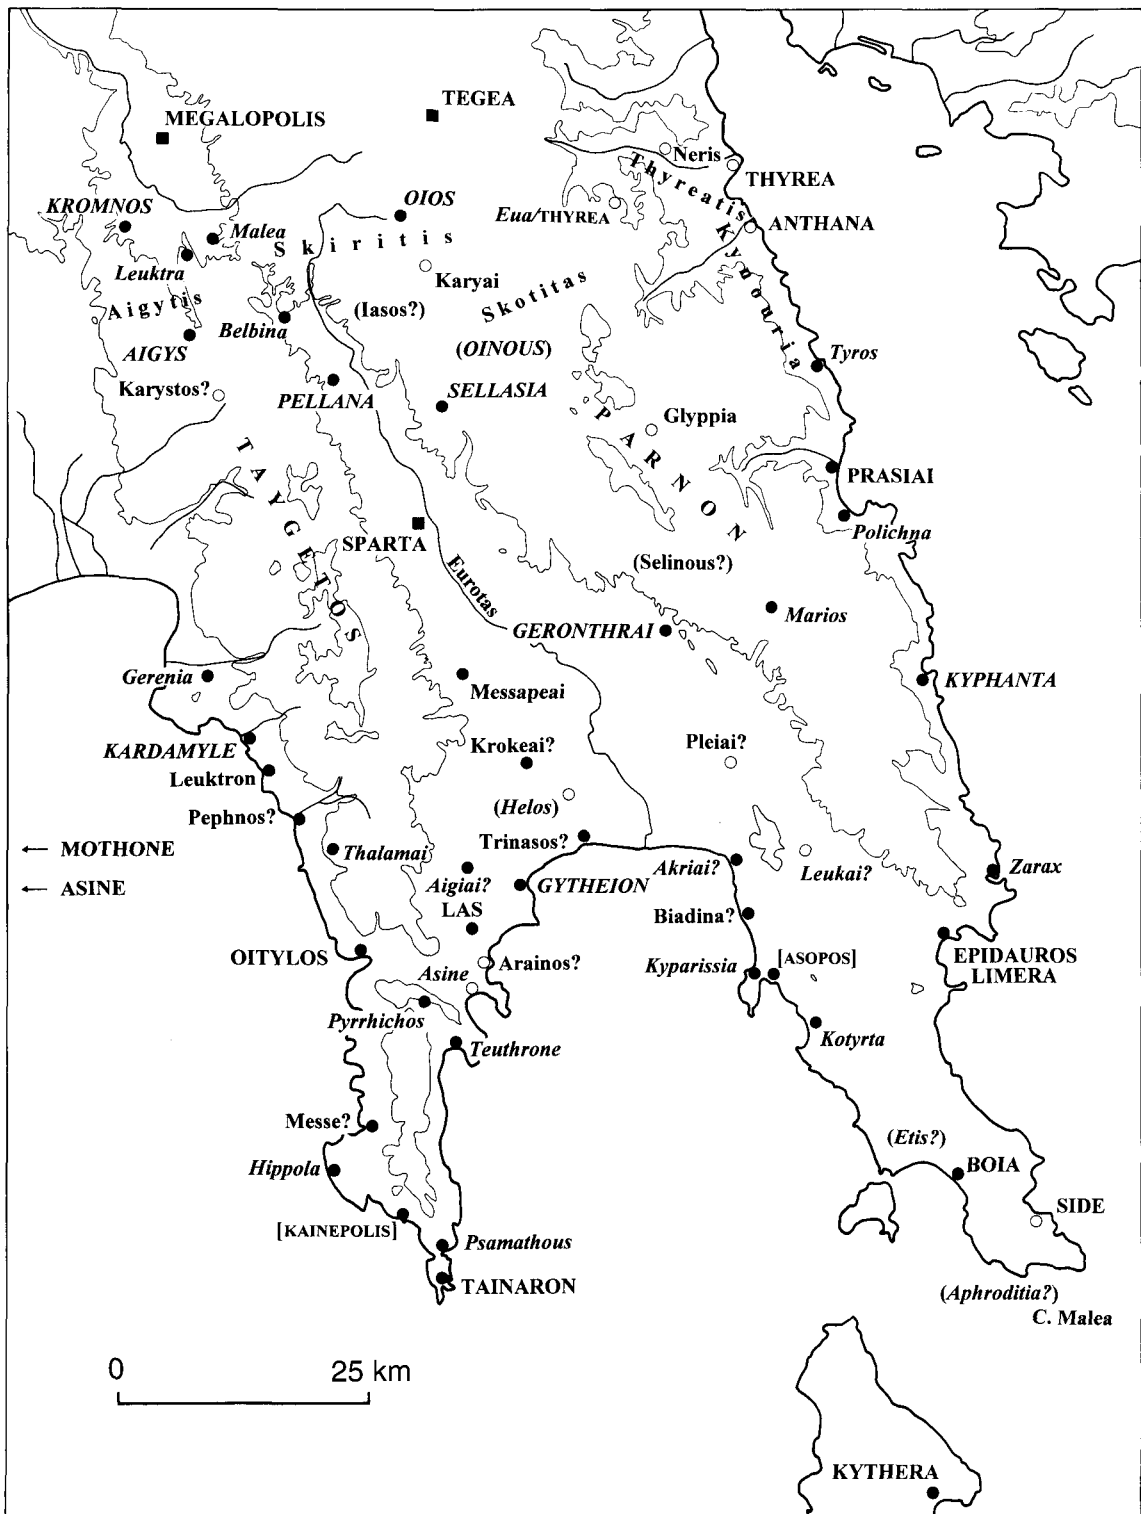 TEGEA
MEGALOPOLIS
Neris
THYREA
Thyreatis
KROMNOS
OIOS
Eua/THYREA
ANTHANA
Malea
Skiritis
Kynouria
Leuktra
Karyai
Skotitas
Aigytis
(Iasos?)
Belbina
AIGYS
(OINOUS)
Tyros
Karystos?
PELLANA
SELLASIA
Glyppia
PARNON
TAYGETOS
PRASIAI
SPARTA
Polichna
Eurotas
(Selinous?)
Marios
GERONTHRAI
Gerenia
Messapeai
KYPHANTA
KARDAMYLE
Krokeai?
Pleiai?
Leuktron
(Helos)
Pephnos?
Trinasos?
← MOTHONE
Thalamai
Akriai?
Leukai?
Zarax
← ASINE
Aigiai?
GYTHEION
LAS
Biadina?
OITYLOS
Arainos?
EPIDAUROS
LIMERA
Asine
Kyparissia
[ASOPOS]
Pyrrhichos
Kotyrta
Teuthrone
Messe?
(Etis?)
Hippola
BOIA
SIDE
[KAINEPOLIS]
Psamathous
TAINARON
(Aphroditia?)
C. Malea
0 25 km
KYTHERA